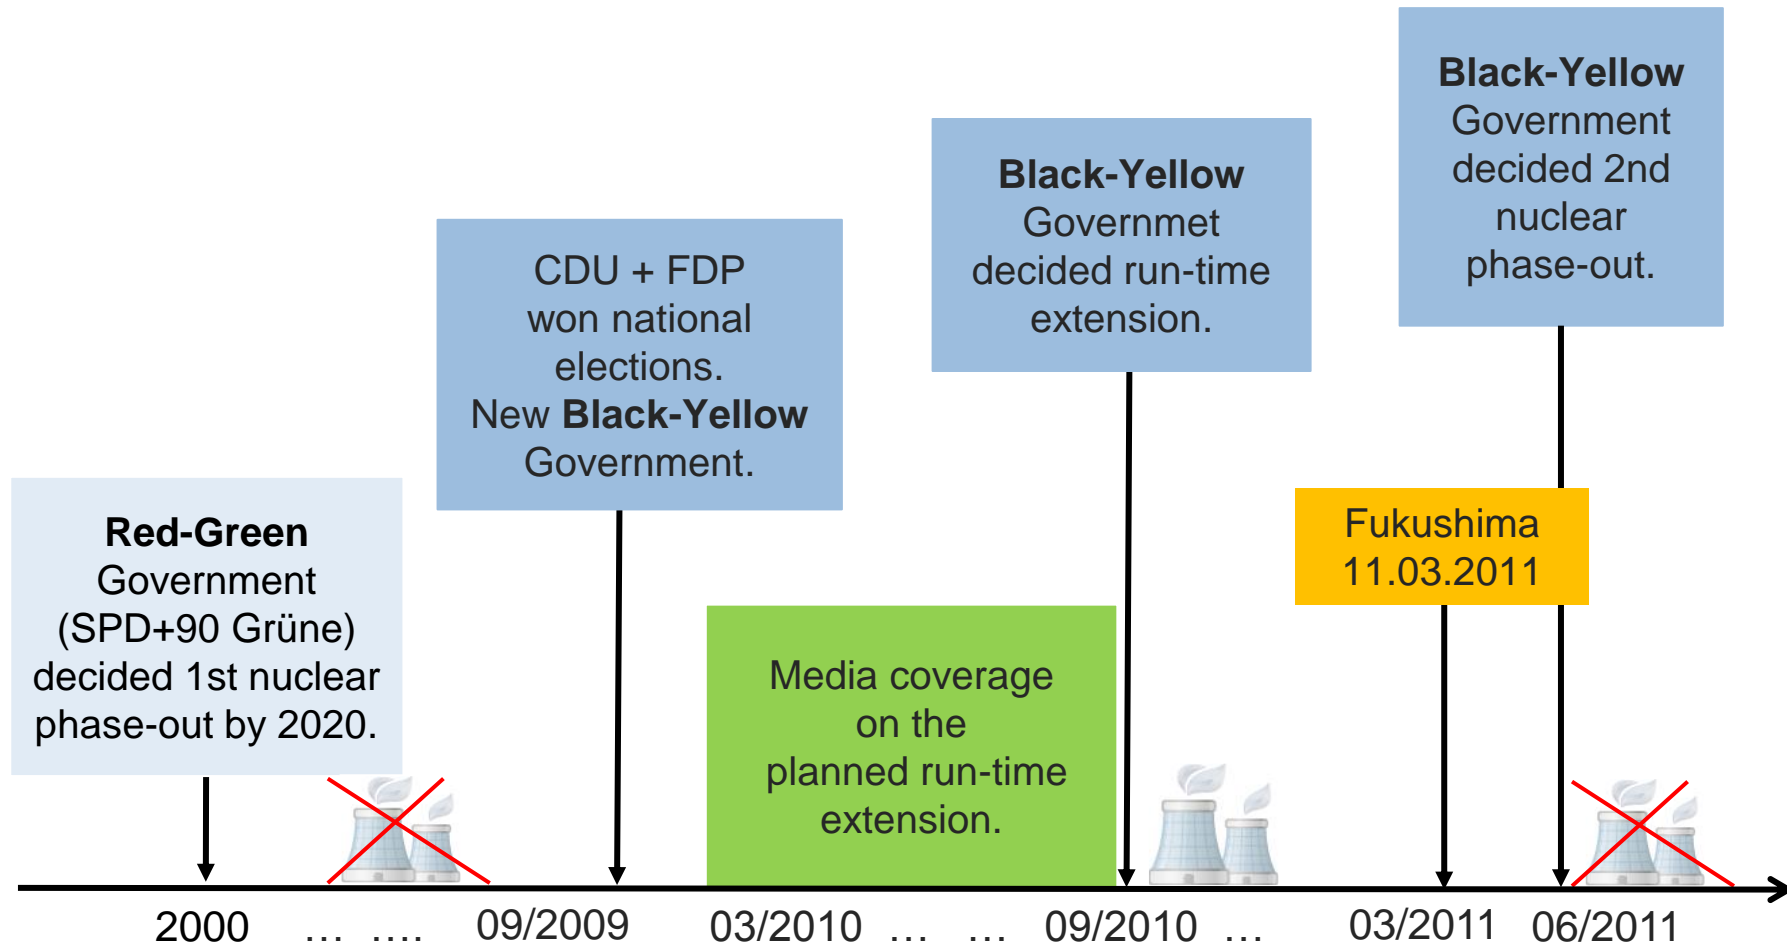 Red-Green
Government
(SPD+90 Grüne)
decided 1st nuclear
phase-out by 2020.
CDU + FDP
won national
elections.
New Black-Yellow
Government.
Media coverage
on the
planned run-time
extension.
Black-Yellow
Governmet
decided run-time
extension.
Fukushima
11.03.2011
Black-Yellow
Government
decided 2nd
nuclear
phase-out.
2000 … …. 09/2009 03/2010 … … 09/2010 … 03/2011 06/2011